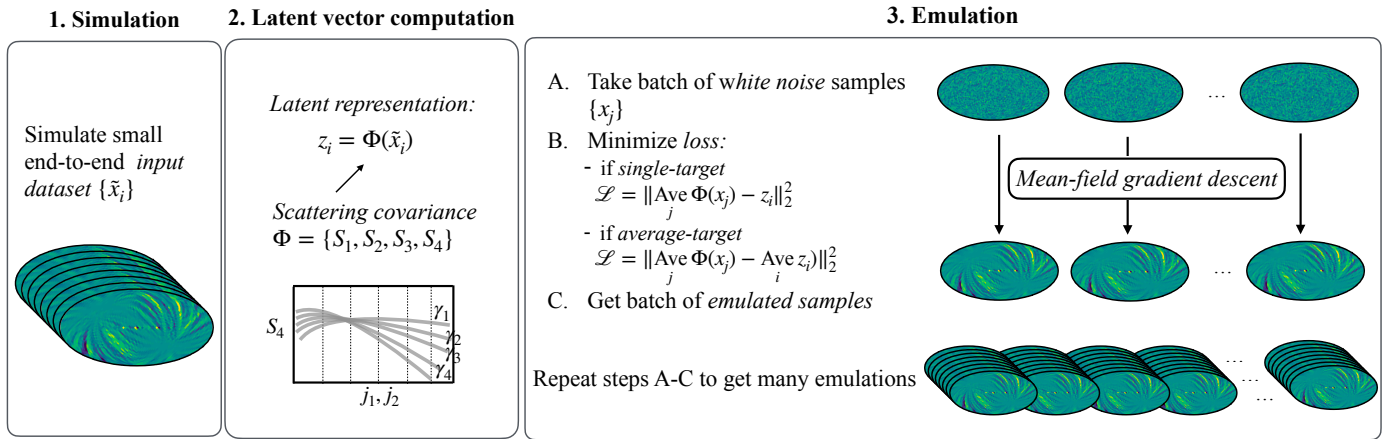 1. Simulation
Simulate small
end-to-end input
dataset {x̃ᵢ}
2. Latent vector computation
Latent representation:
zᵢ = Φ(x̃ᵢ)
Scattering covariance
Φ = {S₁, S₂, S₃, S₄}
S₄
γ₁
γ₂
γ₃
γ₄
j₁, j₂
3. Emulation
A. Take batch of white noise samples
{xⱼ}
B. Minimize loss:
- if single-target
ℒ = ||Ave Φ(xⱼ) − zᵢ||₂²
j
- if average-target
ℒ = ||Ave Φ(xⱼ) − Ave zᵢ)||₂²
j i
C. Get batch of emulated samples
Repeat steps A-C to get many emulations
...
Mean-field gradient descent
...
...
...
...